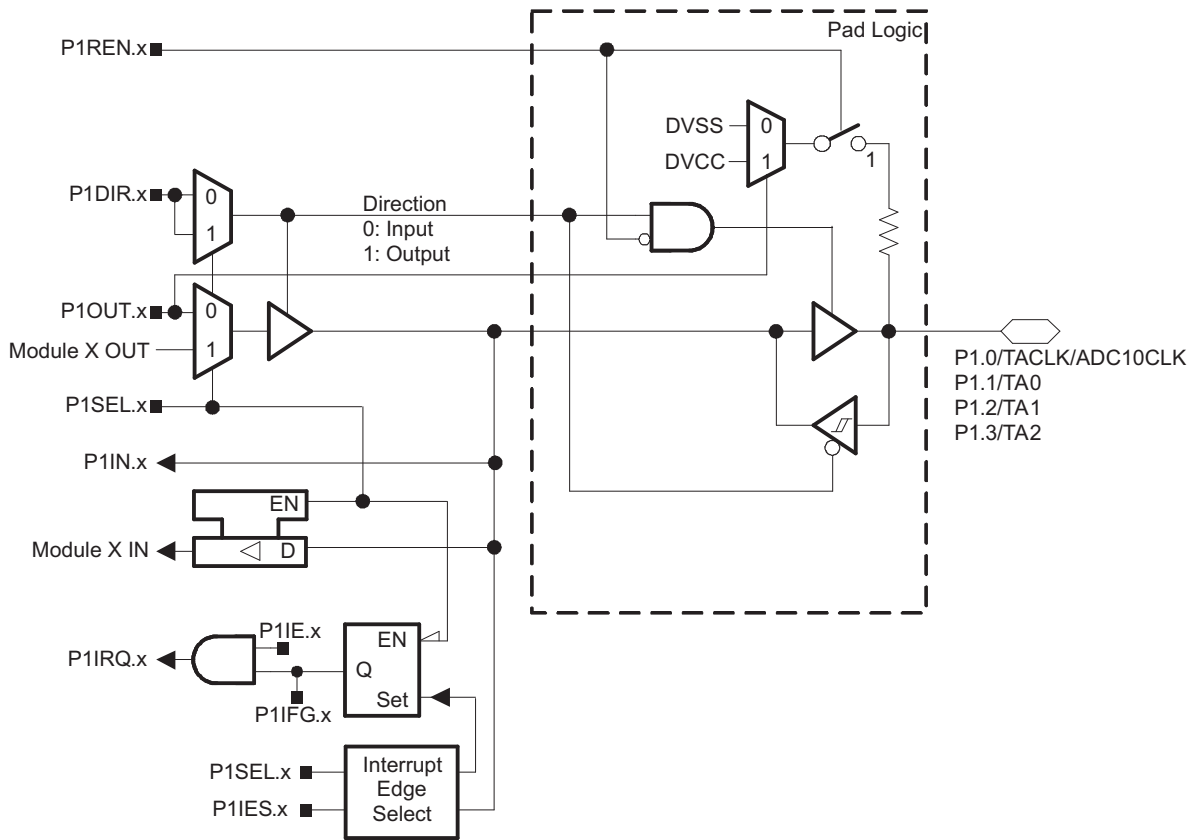 Pad Logic
P1REN.x
DVSS
0
DVCC
1
1
P1DIR.x
0
1
Direction
0: Input
1: Output
P1OUT.x
0
Module X OUT
1
P1.0/TACLK/ADC10CLK
P1.1/TA0
P1.2/TA1
P1.3/TA2
P1SEL.x
P1IN.x
EN
Module X IN
D
P1IE.x
P1IRQ.x
EN
Q
Set
P1IFG.x
P1SEL.x
P1IES.x
Interrupt
Edge
Select